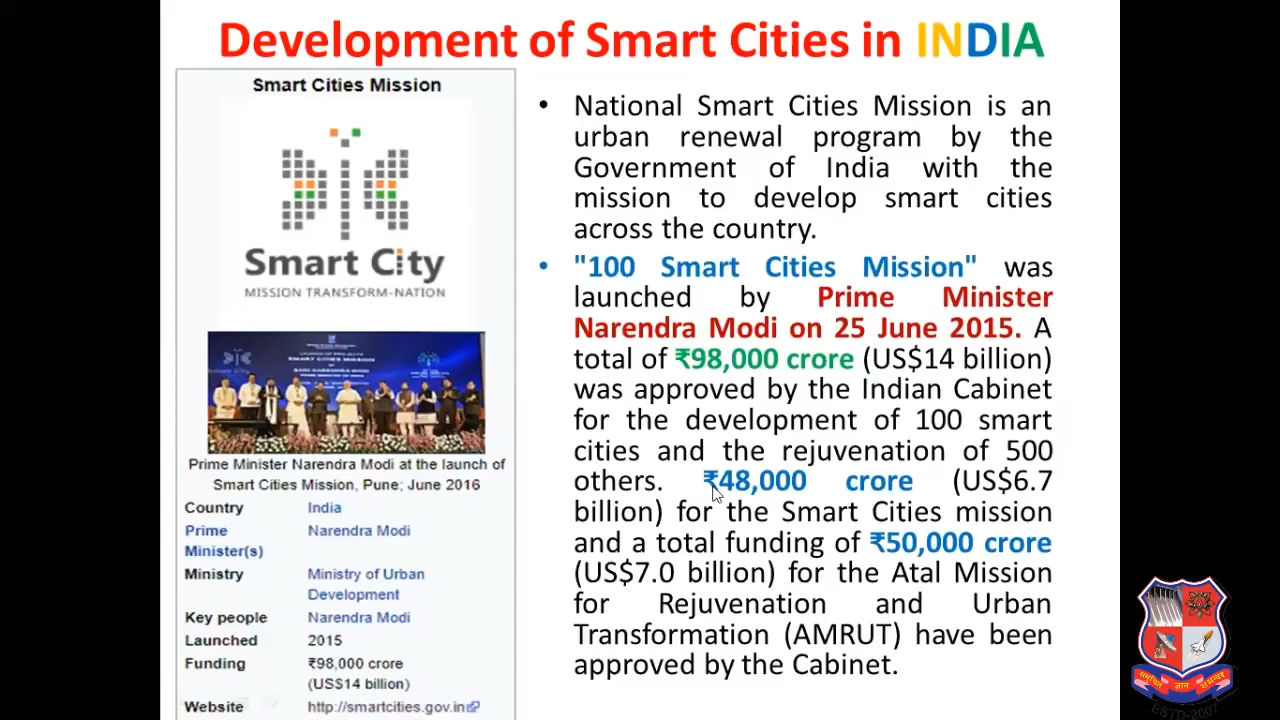 Development of Smart Cities in INDIA
Smart Cities Mission
Smart City
MISSION TRANSFORM-NATION
SMART CITIES MISSION
Prime Minister Narendra Modi at the launch of
Smart Cities Mission, Pune; June 2016
Country India
Prime Narendra Modi
Minister(s)
Ministry Ministry of Urban
Development
Key people Narendra Modi
Launched 2015
Funding ₹98,000 crore
(US$14 billion)
Website http://smartcities.gov.in
• National Smart Cities Mission is an
urban renewal program by the
Government of India with the
mission to develop smart cities
across the country.
• "100 Smart Cities Mission" was
launched by Prime Minister
Narendra Modi on 25 June 2015. A
total of ₹98,000 crore (US$14 billion)
was approved by the Indian Cabinet
for the development of 100 smart
cities and the rejuvenation of 500
others. ₹48,000 crore (US$6.7
billion) for the Smart Cities mission
and a total funding of ₹50,000 crore
(US$7.0 billion) for the Atal Mission
for Rejuvenation and Urban
Transformation (AMRUT) have been
approved by the Cabinet.
ज्ञान
ESTD-2007